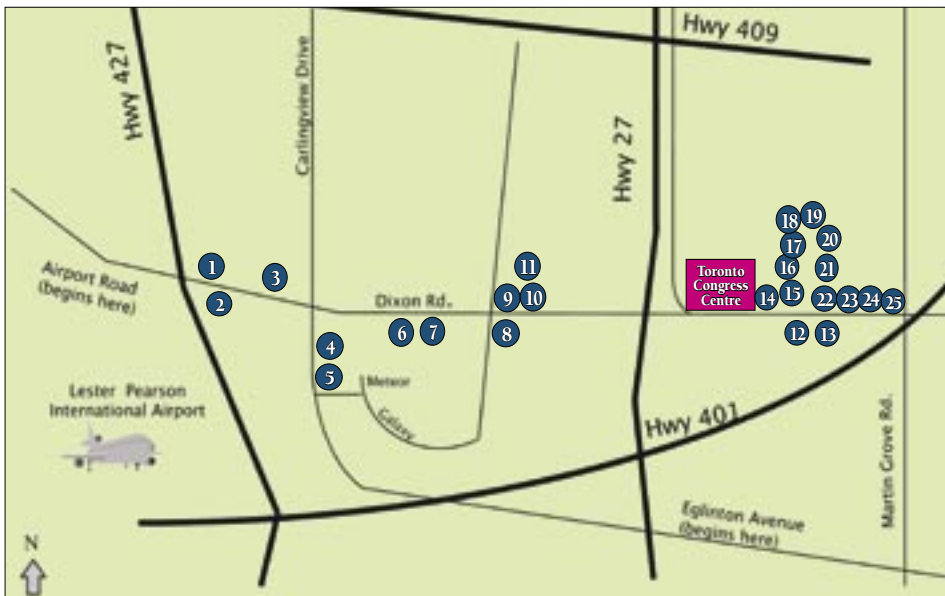 Hwy 409
Hwy 427
Carlingview Drive
Hwy 27
18
19
17
20
1
11
16
21
3
Toronto
Congress
Centre
Airport Road
(begins here)
2
Dixon Rd.
9
10
14
15
22
23
24
25
6
7
8
12
13
4
5
Meteor
Lester Pearson
International Airport
Galaxy
Hwy 401
Martin Grove Rd.
Eglinton Avenue
(begins here)
N